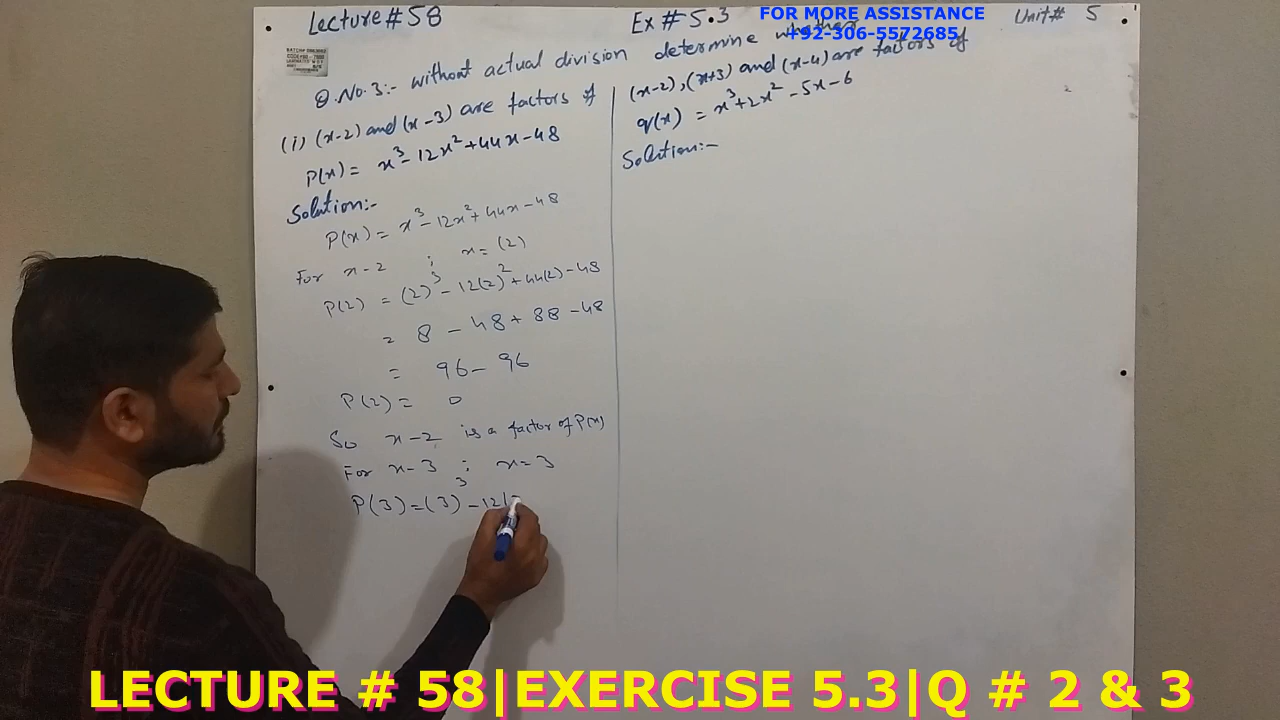 Lecture # 58
Ex # 5.3
Unit # 5
FOR MORE ASSISTANCE
+92-306-5572685
Q.No.3:- without actual division determine whether
(i) (x-2) and (x-3) are factors of
P(x) = x³-12x²+44x-48
Solution:-
P(x) = x³-12x²+44x-48
For x-2 ; x=(2)
P(2) = (2)³-12(2)²+44(2)-48
= 8 - 48 + 88 - 48
= 96 - 96
P(2) = 0
So x-2 is a factor of P(x)
For x-3 ; x=3
P(3)=(3)³-12(
(x-2), (x+3) and (x-4) are factors of
q(x) = x³+2x²-5x-6
Solution:-
LECTURE # 58|EXERCISE 5.3|Q # 2 & 3